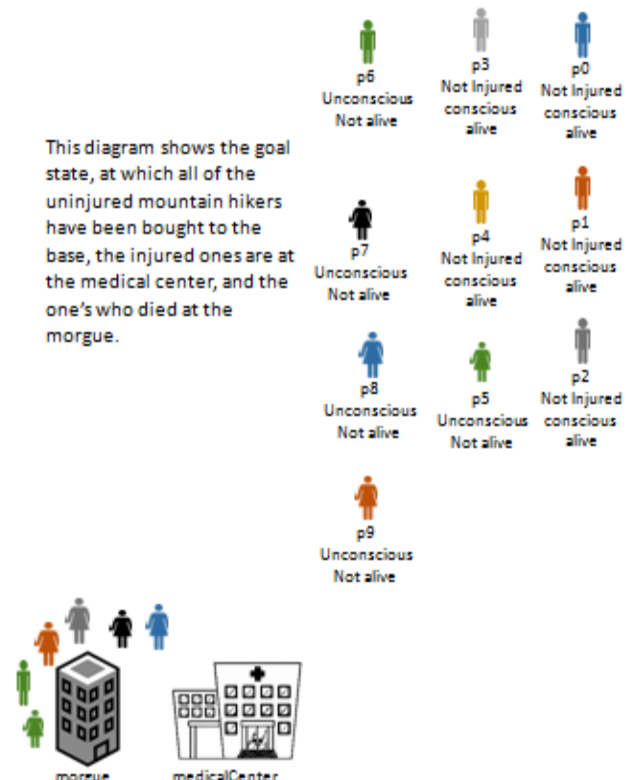 p6
Unconscious
Not alive
p3
Not Injured
conscious
alive
p0
Not Injured
conscious
alive
This diagram shows the goal
state, at which all of the
uninjured mountain hikers
have been bought to the
base, the injured ones are at
the medical center, and the
one's who died at the
morgue.
p7
Unconscious
Not alive
p4
Not Injured
conscious
alive
p1
Not Injured
conscious
alive
p8
Unconscious
Not alive
p5
Unconscious
Not alive
p2
Not Injured
conscious
alive
p9
Unconscious
Not alive
morgue
medicalCenter